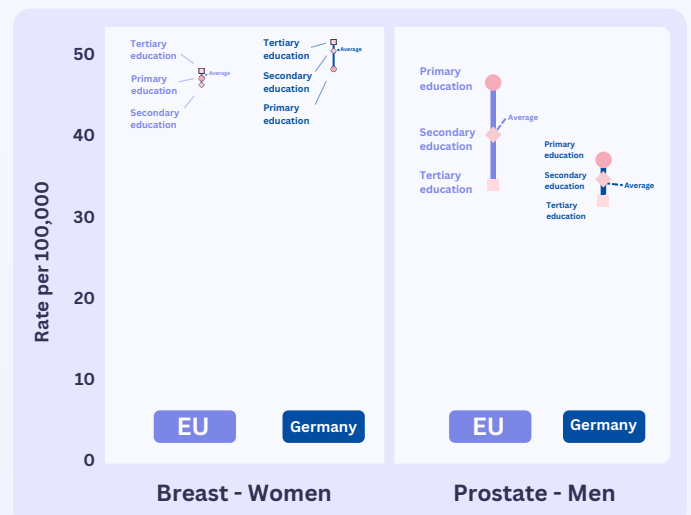 Rate per 100,000
50
40
30
20
10
0
Tertiary
education
Primary
education
Secondary
education
Average
Tertiary
education
Secondary
education
Primary
education
Average
EU
Germany
Breast - Women
Primary
education
Secondary
education
Tertiary
education
Average
Primary
education
Secondary
education
Tertiary
education
Average
EU
Germany
Prostate - Men